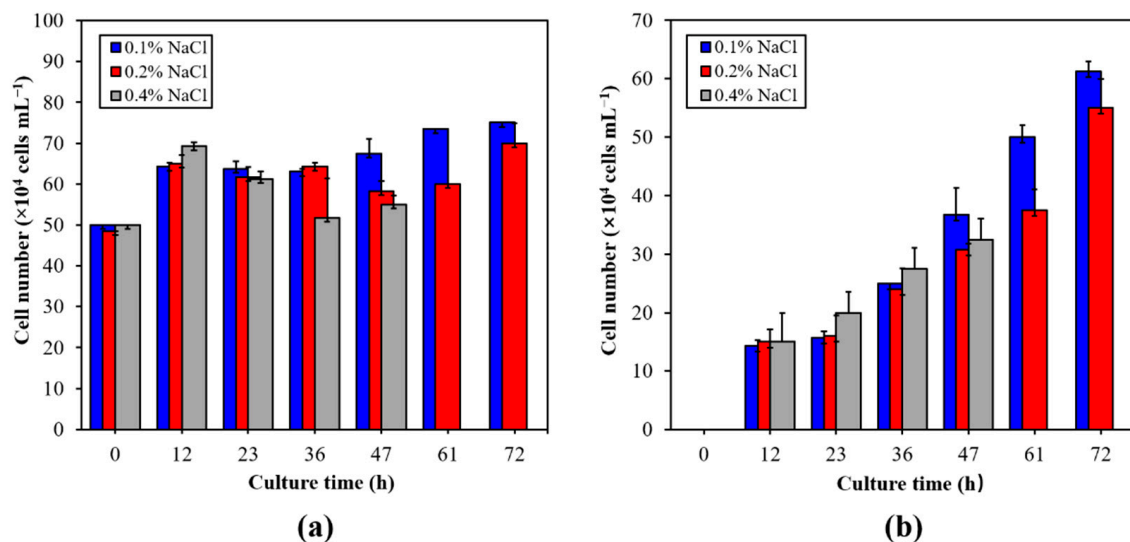 100
90
80
70
60
50
40
30
20
10
0
Cell number (×10⁴ cells mL⁻¹)
0.1% NaCl
0.2% NaCl
0.4% NaCl
0 12 23 36 47 61 72
Culture time (h)
(a)
70
60
50
40
30
20
10
0
Cell number (×10⁴ cells mL⁻¹)
0.1% NaCl
0.2% NaCl
0.4% NaCl
0 12 23 36 47 61 72
Culture time (h)
(b)